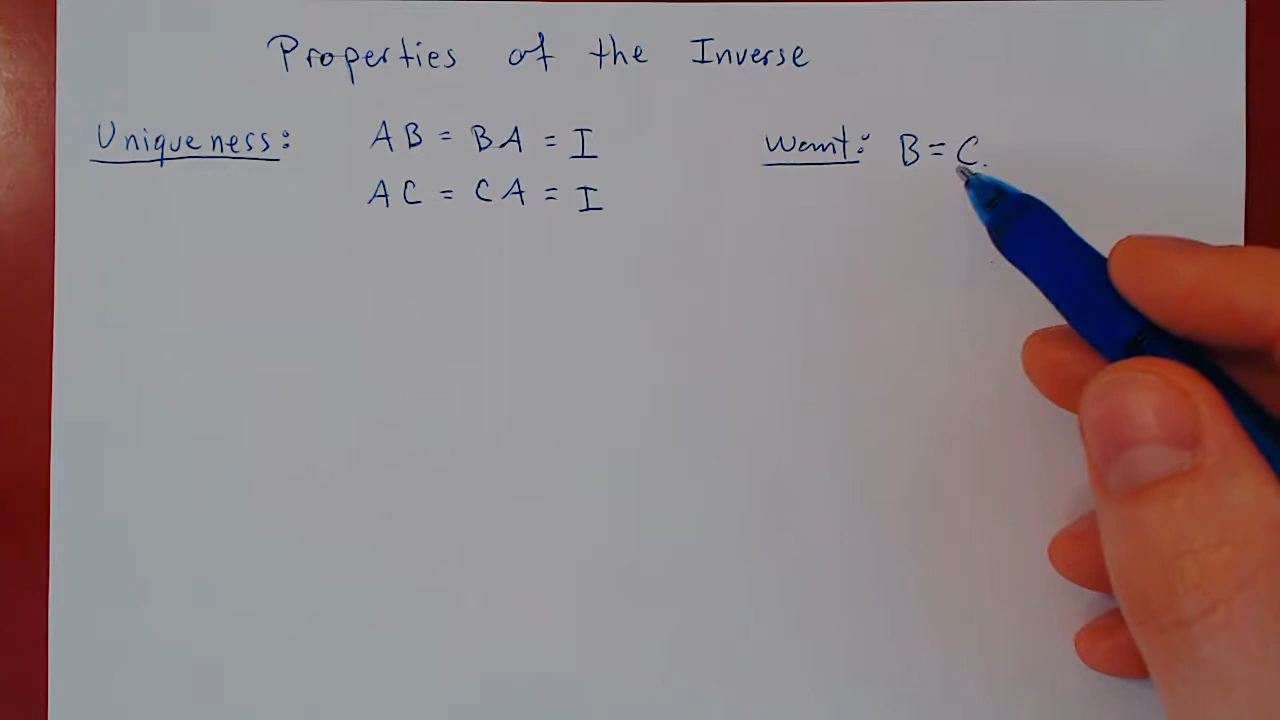 Properties of the Inverse
Uniqueness: AB = BA = I Want: B = C.
AC = CA = I